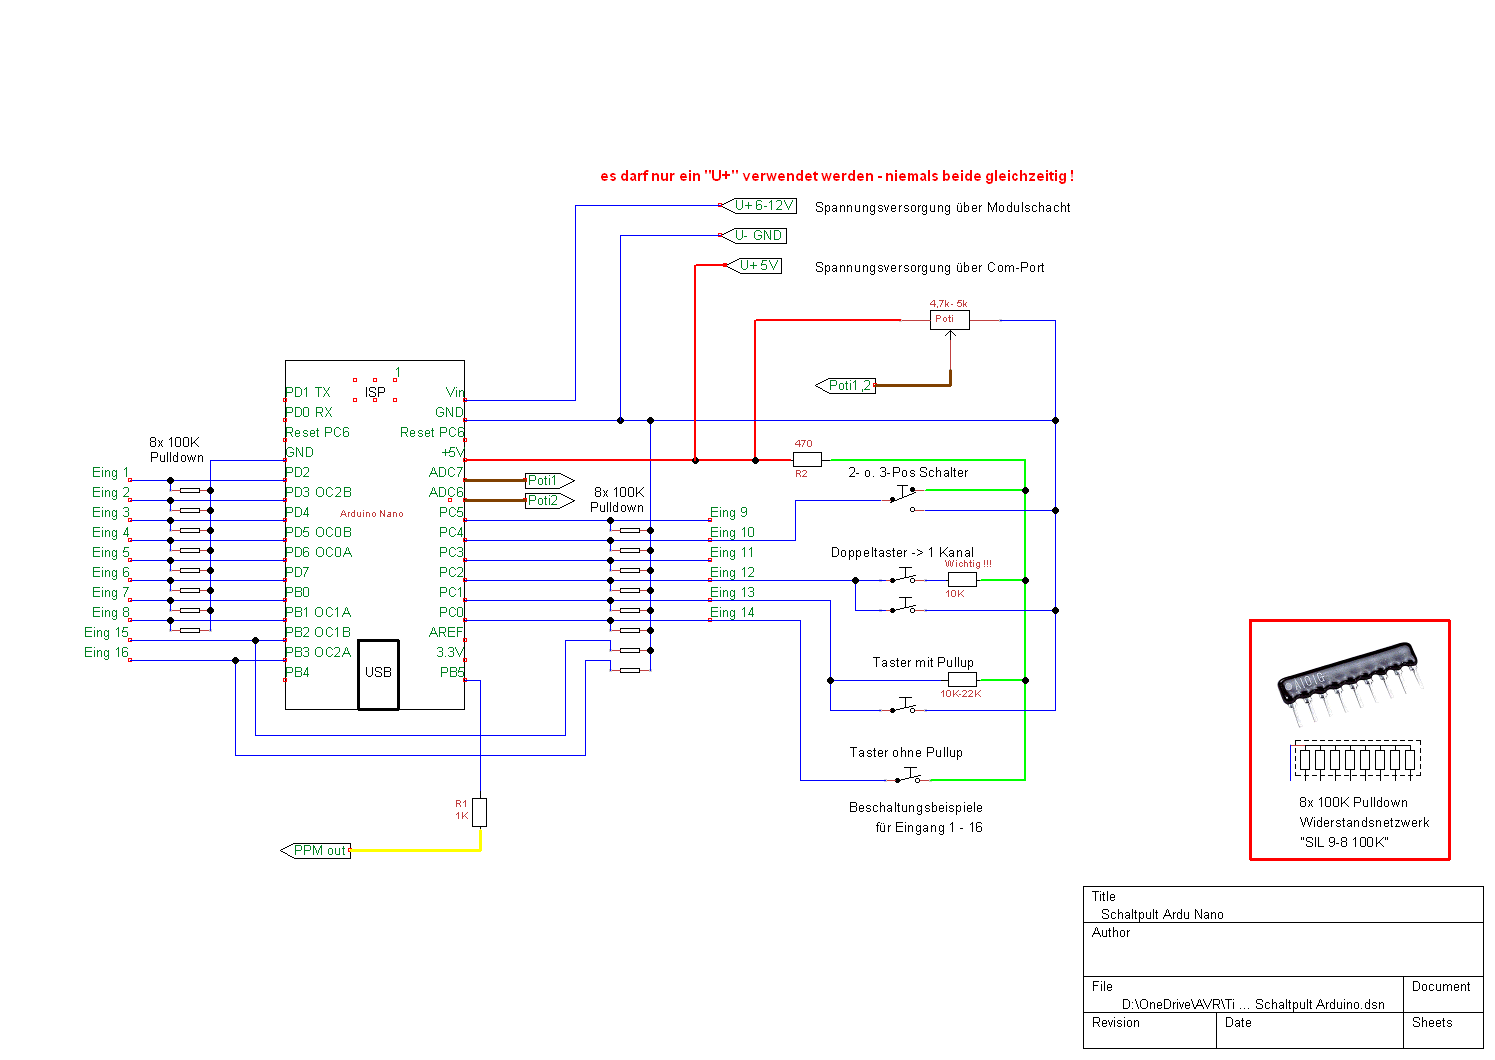 es darf nur ein "U+" verwendet werden - niemals beide gleichzeitig !
U+ 6-12V
Spannungsversorgung über Modulschacht
U- GND
U+ 5V
Spannungsversorgung über Com-Port
4,7k- 5k
Poti
Poti1,2
1
ISP
PD1 TX
PD0 RX
Reset PC6
GND
PD2
PD3 OC2B
PD4
PD5 OC0B
PD6 OC0A
PD7
PB0
PB1 OC1A
PB2 OC1B
PB3 OC2A
PB4
Vin
GND
Reset PC6
+5V
ADC7
ADC6
PC5
PC4
PC3
PC2
PC1
PC0
AREF
3.3V
PB5
Arduino Nano
USB
8x 100K
Pulldown
Eing 1
Eing 2
Eing 3
Eing 4
Eing 5
Eing 6
Eing 7
Eing 8
Eing 15
Eing 16
Poti1
Poti2
8x 100K
Pulldown
Eing 9
Eing 10
Eing 11
Eing 12
Eing 13
Eing 14
470
R2
2- o. 3-Pos Schalter
Doppeltaster -> 1 Kanal
Wichtig !!!
10K
Taster mit Pullup
10K-22K
Taster ohne Pullup
Beschaltungsbeispiele
für Eingang 1 - 16
R1
1K
PPM out
A101G
8x 100K Pulldown
Widerstandsnetzwerk
"SIL 9-8 100K"
Title
Schaltpult Ardu Nano
Author
File
D:\OneDrive\AVR\Ti ... Schaltpult Arduino.dsn
Document
Revision
Date
Sheets